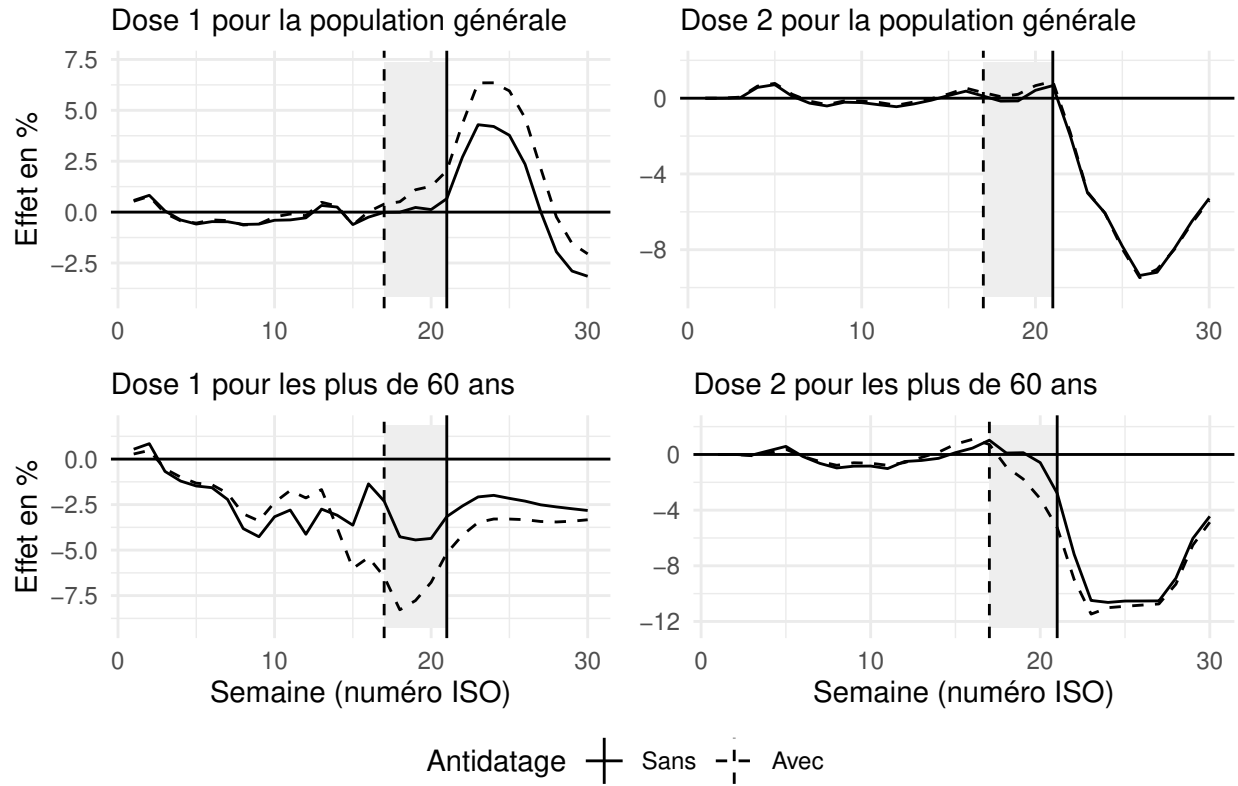 Dose 1 pour la population générale
Dose 2 pour la population générale
Effet en %
7.5
5.0
2.5
0.0
−2.5
0 10 20 30
0
−4
−8
0 10 20 30
Dose 1 pour les plus de 60 ans
Dose 2 pour les plus de 60 ans
Effet en %
0.0
−2.5
−5.0
−7.5
0 10 20 30
Semaine (numéro ISO)
0
−4
−8
−12
0 10 20 30
Semaine (numéro ISO)
Antidatage Sans Avec